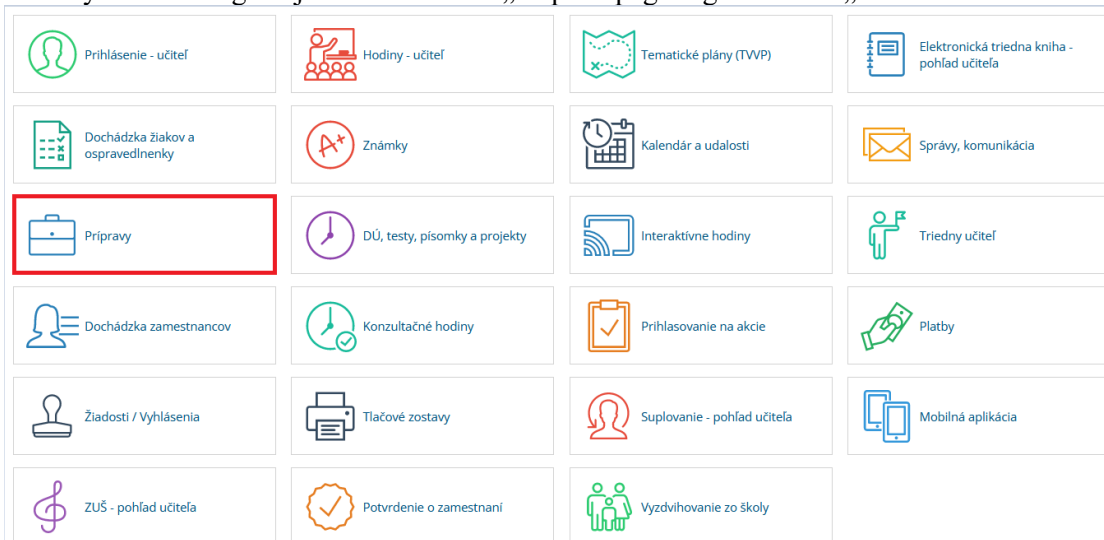 Prihlásenie - učiteľ
Hodiny - učiteľ
Tematické plány (TVVP)
Elektronická triedna kniha -
pohľad učiteľa
Dochádzka žiakov a
ospravedlnenky
A+
Známky
Kalendár a udalosti
Správy, komunikácia
Prípravy
DÚ, testy, písomky a projekty
Interaktívne hodiny
Triedny učiteľ
Dochádzka zamestnancov
Konzultačné hodiny
Prihlasovanie na akcie
Platby
Žiadosti / Vyhlásenia
Tlačové zostavy
Suplovanie - pohľad učiteľa
Mobilná aplikácia
ZUŠ - pohľad učiteľa
Potvrdenie o zamestnaní
Vyzdvihovanie zo školy